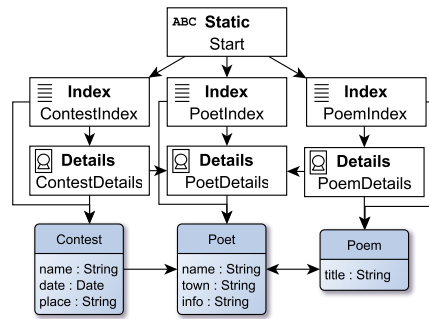 ABC Static
Start
Index
ContestIndex
Index
PoetIndex
Index
PoemIndex
Details
ContestDetails
Details
PoetDetails
Details
PoemDetails
Contest
name : String
date : Date
place : String
Poet
name : String
town : String
info : String
Poem
title : String